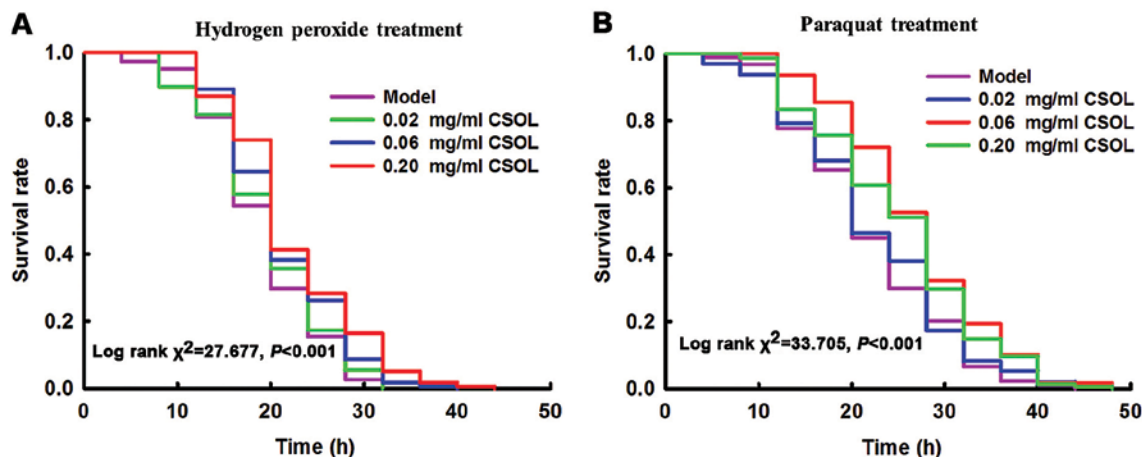 A
Hydrogen peroxide treatment
1.0
0.8
0.6
0.4
0.2
0.0
Survival rate
Model
0.02 mg/ml CSOL
0.06 mg/ml CSOL
0.20 mg/ml CSOL
Log rank χ²=27.677, P<0.001
0 10 20 30 40 50
Time (h)
B
Paraquat treatment
1.0
0.8
0.6
0.4
0.2
0.0
Survival rate
Model
0.02 mg/ml CSOL
0.06 mg/ml CSOL
0.20 mg/ml CSOL
Log rank χ²=33.705, P<0.001
0 10 20 30 40 50
Time (h)